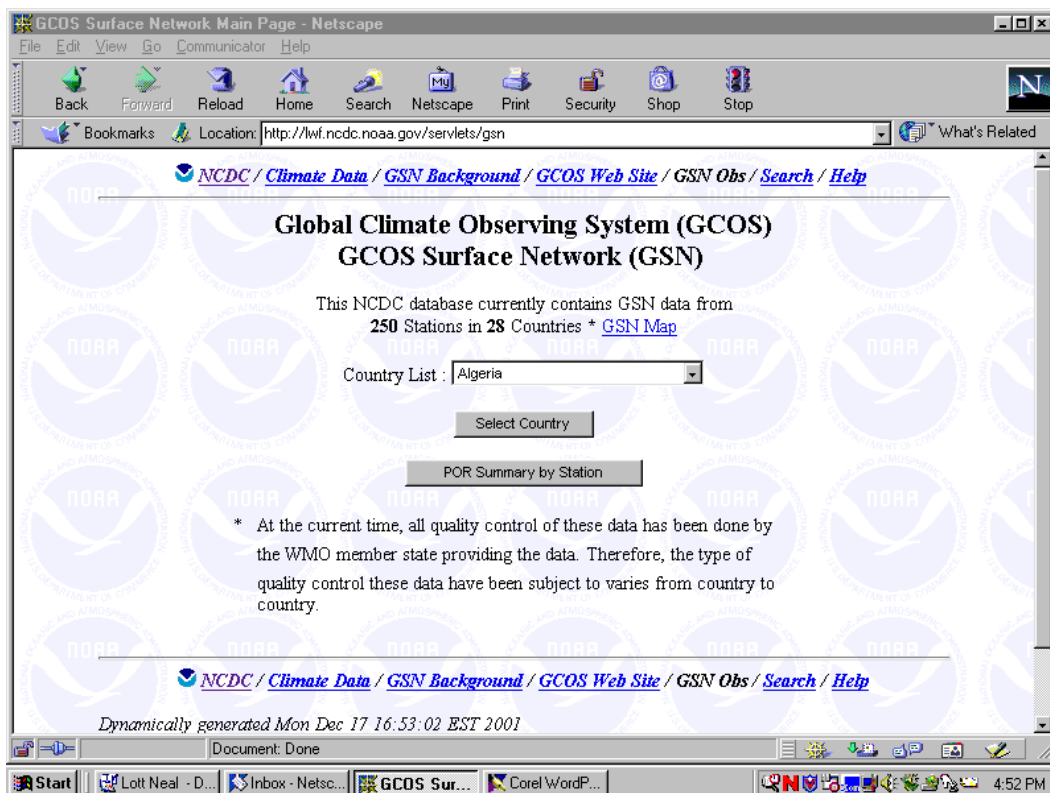 GCOS Surface Network Main Page - Netscape
File Edit View Go Communicator Help
My
Back Forward Reload Home Search Netscape Print Security Shop Stop
N
Bookmarks Location: http://lwf.ncdc.noaa.gov/servlets/gsn What's Related
NCDC / Climate Data / GSN Background / GCOS Web Site / GSN Obs / Search / Help
Global Climate Observing System (GCOS)
GCOS Surface Network (GSN)
This NCDC database currently contains GSN data from
250 Stations in 28 Countries * GSN Map
Country List : Algeria
Select Country
POR Summary by Station
* At the current time, all quality control of these data has been done by
the WMO member state providing the data. Therefore, the type of
quality control these data have been subject to varies from country to
country.
NCDC / Climate Data / GSN Background / GCOS Web Site / GSN Obs / Search / Help
Dynamically generated Mon Dec 17 16:53:02 EST 2001
Document: Done
Start Lott Neal - D... Inbox - Netsc... GCOS Sur... Corel WordP... N 4:52 PM